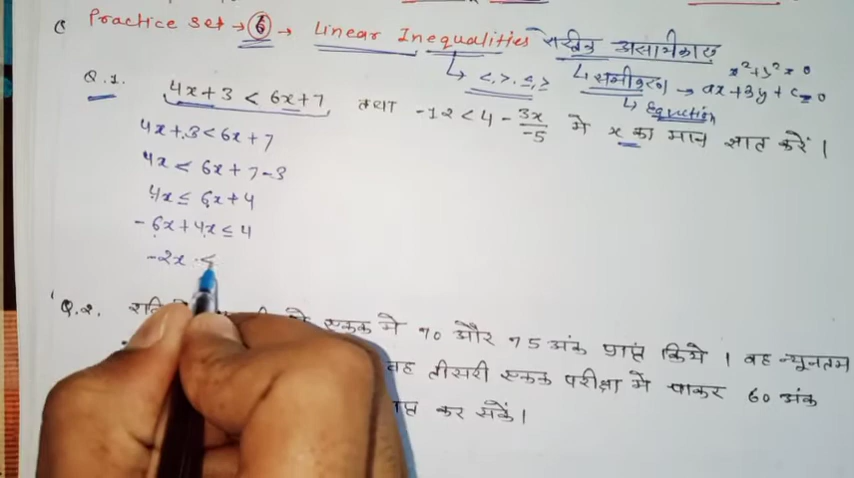 Practice set → 6 → Linear Inequalities रेखीक असमीकाए
↳ <, >, ≤, ≥ ↳ समीकरण → ax + by + c = 0
x² + y² = 0
↳ Equction
Q.1. 4x + 3 < 6x + 7 तथा -12 < 4 - 3x/-5 में x का मान ज्ञात करें।
4x + 3 < 6x + 7
4x < 6x + 7 - 3
4x ≤ 6x + 4
- 6x + 4x ≤ 4
-2x <
Q.2. एकक में 70 और 75 अंक प्राप्त किये। वह न्यूनतम
वह तीसरी एकक परीक्षा में पाकर 60 अंक
कर सकें।